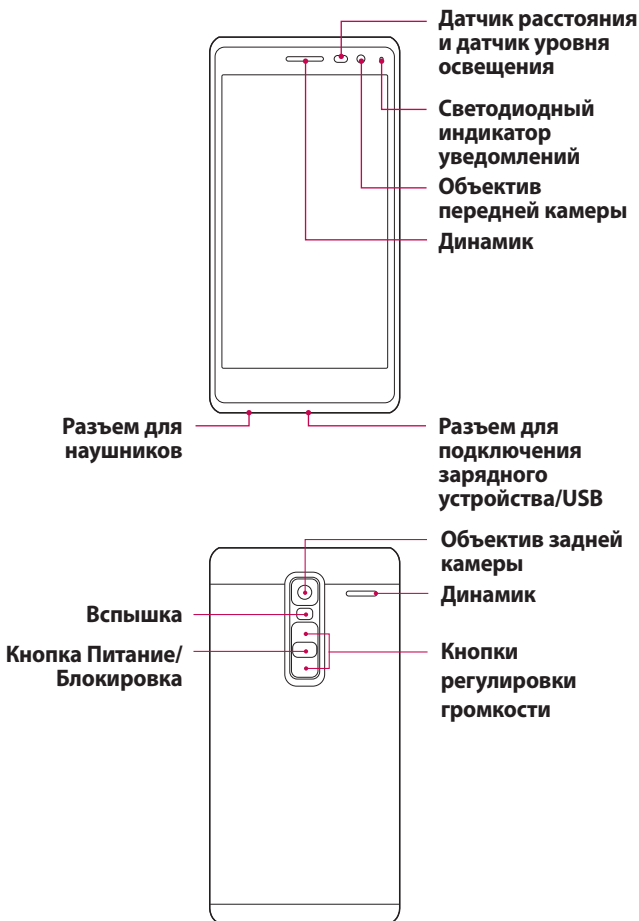 Датчик расстояния
и датчик уровня
освещения
Светодиодный
индикатор
уведомлений
Объектив
передней камеры
Динамик
Разъем для
наушников
Разъем для
подключения
зарядного
устройства/USB
Объектив задней
камеры
Динамик
Вспышка
Кнопка Питание/
Блокировка
Кнопки
регулировки
громкости